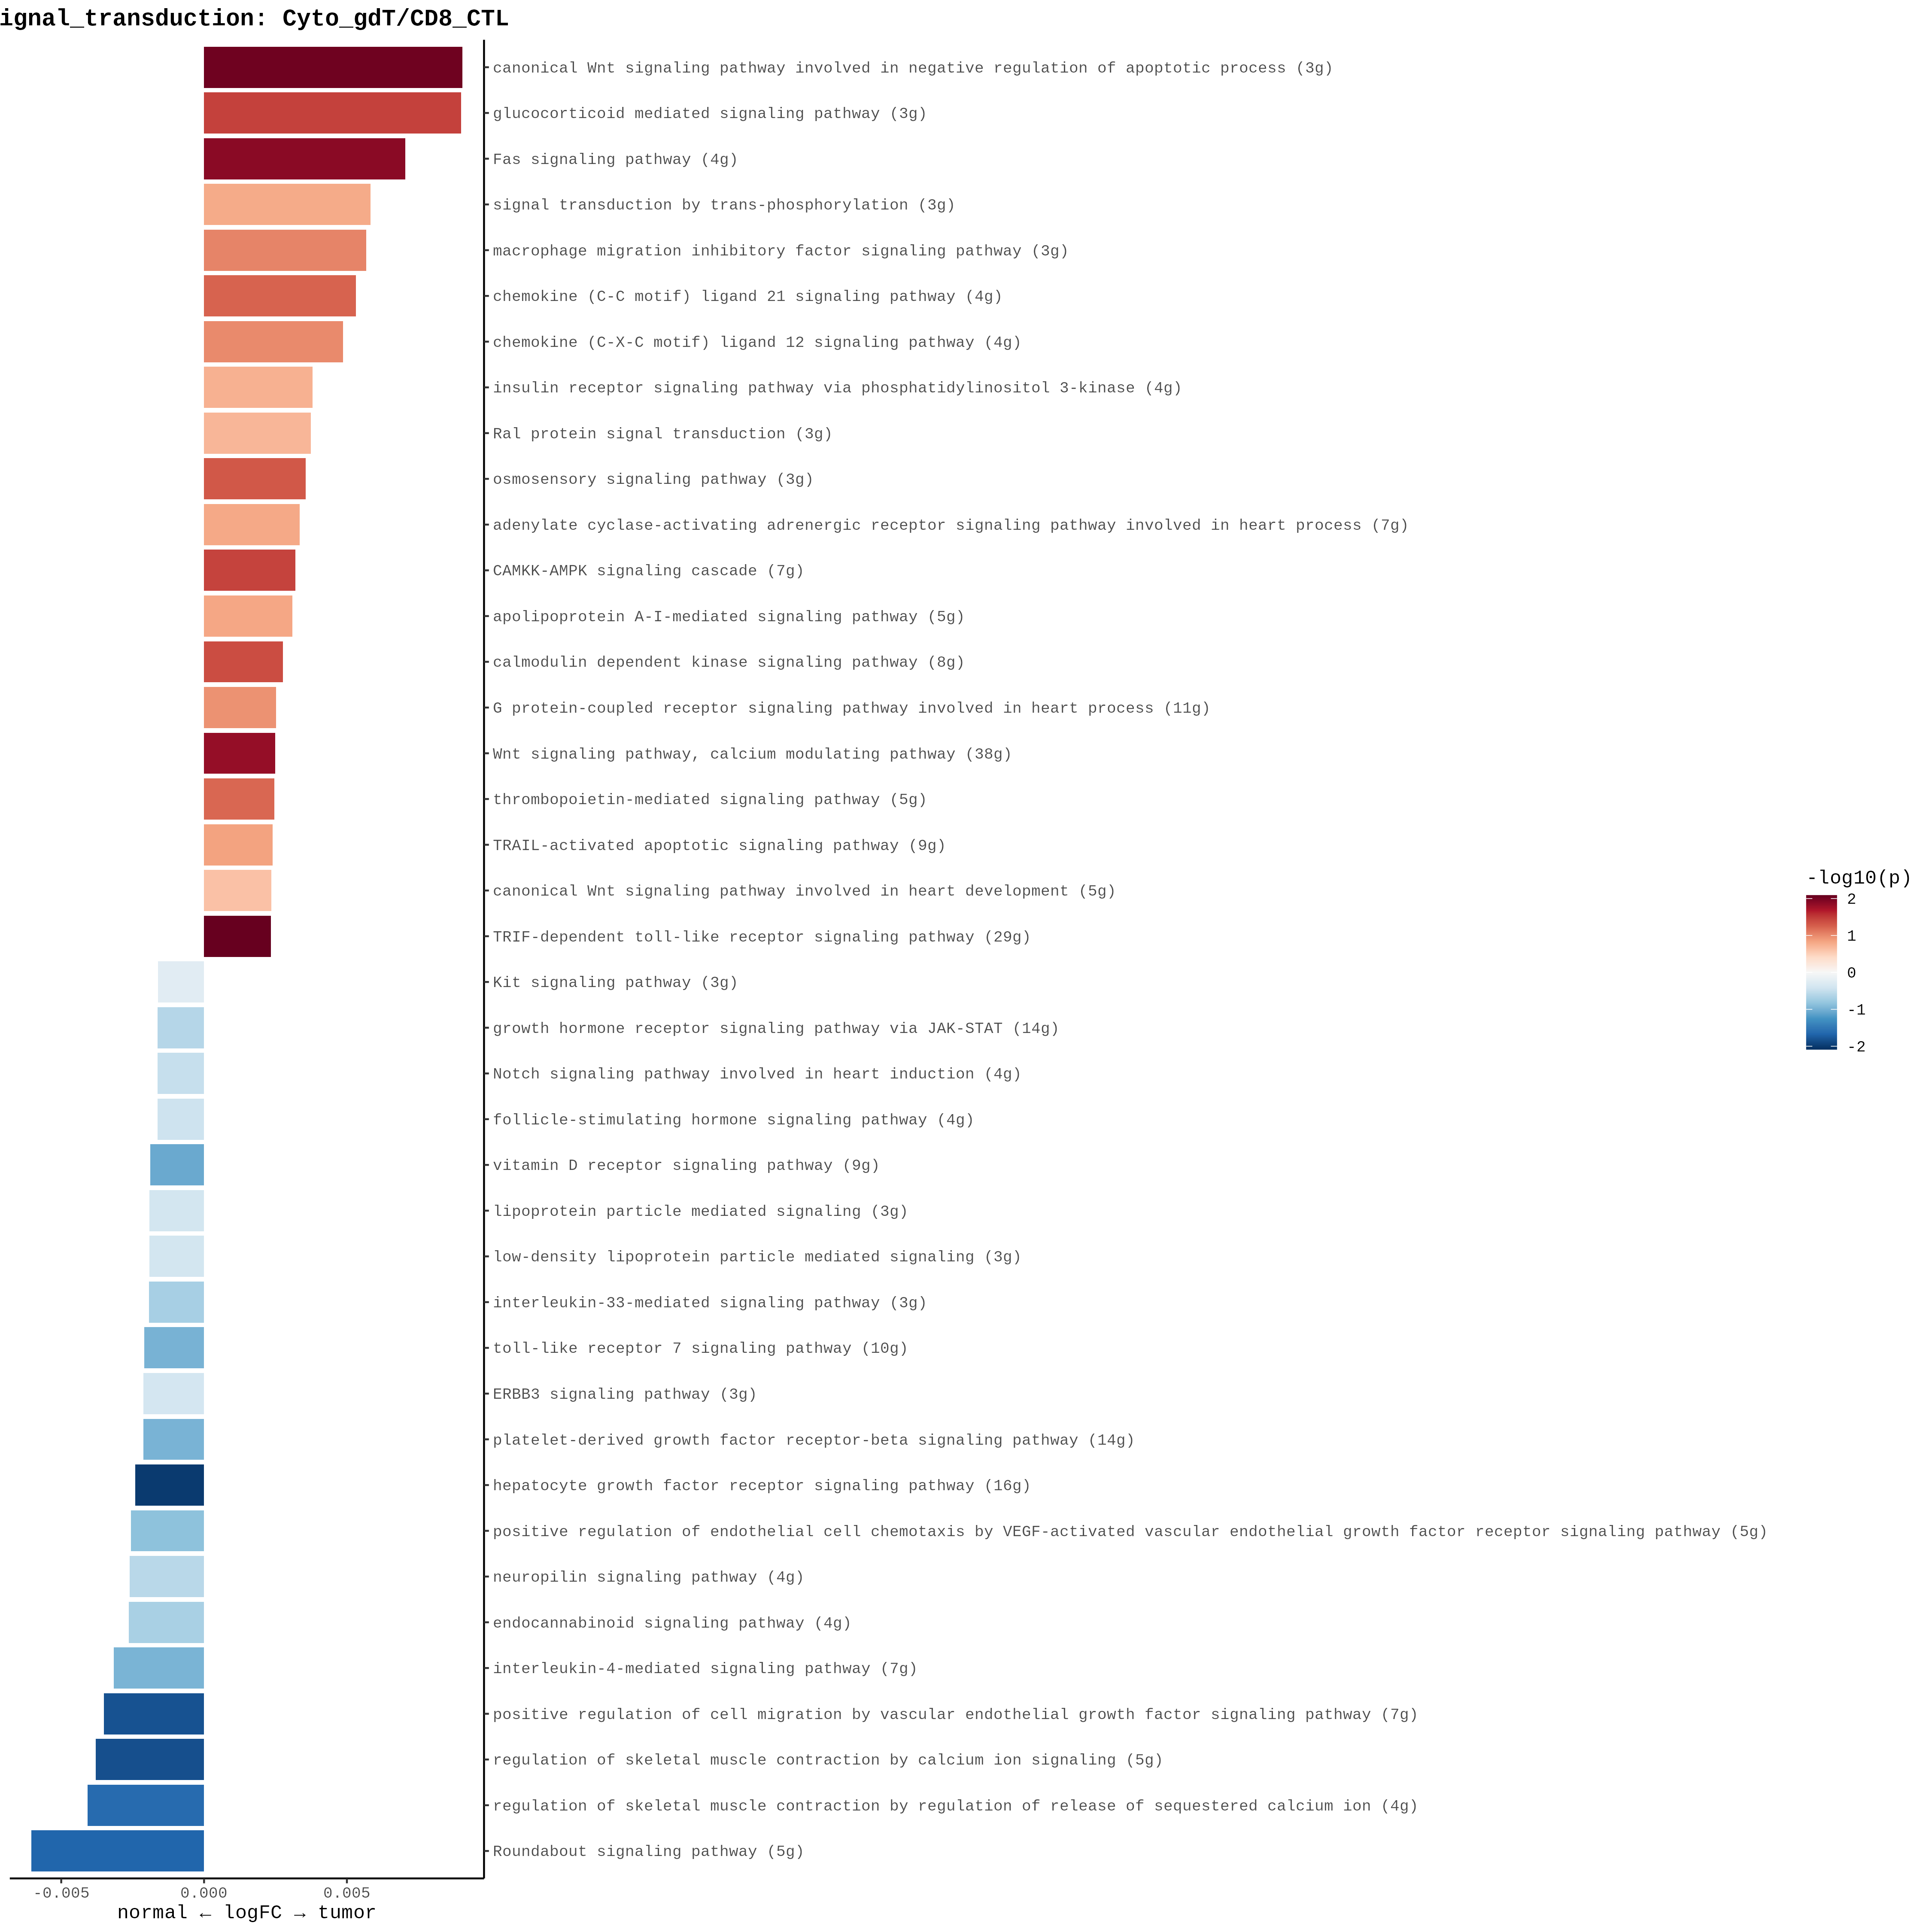 ignal_transduction: Cyto_gdT/CD8_CTL
canonical Wnt signaling pathway involved in negative regulation of apoptotic process (3g)
glucocorticoid mediated signaling pathway (3g)
Fas signaling pathway (4g)
signal transduction by trans-phosphorylation (3g)
macrophage migration inhibitory factor signaling pathway (3g)
chemokine (C-C motif) ligand 21 signaling pathway (4g)
chemokine (C-X-C motif) ligand 12 signaling pathway (4g)
insulin receptor signaling pathway via phosphatidylinositol 3-kinase (4g)
Ral protein signal transduction (3g)
osmosensory signaling pathway (3g)
adenylate cyclase-activating adrenergic receptor signaling pathway involved in heart process (7g)
CAMKK-AMPK signaling cascade (7g)
apolipoprotein A-I-mediated signaling pathway (5g)
calmodulin dependent kinase signaling pathway (8g)
G protein-coupled receptor signaling pathway involved in heart process (11g)
Wnt signaling pathway, calcium modulating pathway (38g)
thrombopoietin-mediated signaling pathway (5g)
TRAIL-activated apoptotic signaling pathway (9g)
canonical Wnt signaling pathway involved in heart development (5g)
TRIF-dependent toll-like receptor signaling pathway (29g)
Kit signaling pathway (3g)
growth hormone receptor signaling pathway via JAK-STAT (14g)
Notch signaling pathway involved in heart induction (4g)
follicle-stimulating hormone signaling pathway (4g)
vitamin D receptor signaling pathway (9g)
lipoprotein particle mediated signaling (3g)
low-density lipoprotein particle mediated signaling (3g)
interleukin-33-mediated signaling pathway (3g)
toll-like receptor 7 signaling pathway (10g)
ERBB3 signaling pathway (3g)
platelet-derived growth factor receptor-beta signaling pathway (14g)
hepatocyte growth factor receptor signaling pathway (16g)
positive regulation of endothelial cell chemotaxis by VEGF-activated vascular endothelial growth factor receptor signaling pathway (5g)
neuropilin signaling pathway (4g)
endocannabinoid signaling pathway (4g)
interleukin-4-mediated signaling pathway (7g)
positive regulation of cell migration by vascular endothelial growth factor signaling pathway (7g)
regulation of skeletal muscle contraction by calcium ion signaling (5g)
regulation of skeletal muscle contraction by regulation of release of sequestered calcium ion (4g)
Roundabout signaling pathway (5g)
-0.005 0.000 0.005
normal ← logFC → tumor
-log10(p)
2
1
0
-1
-2